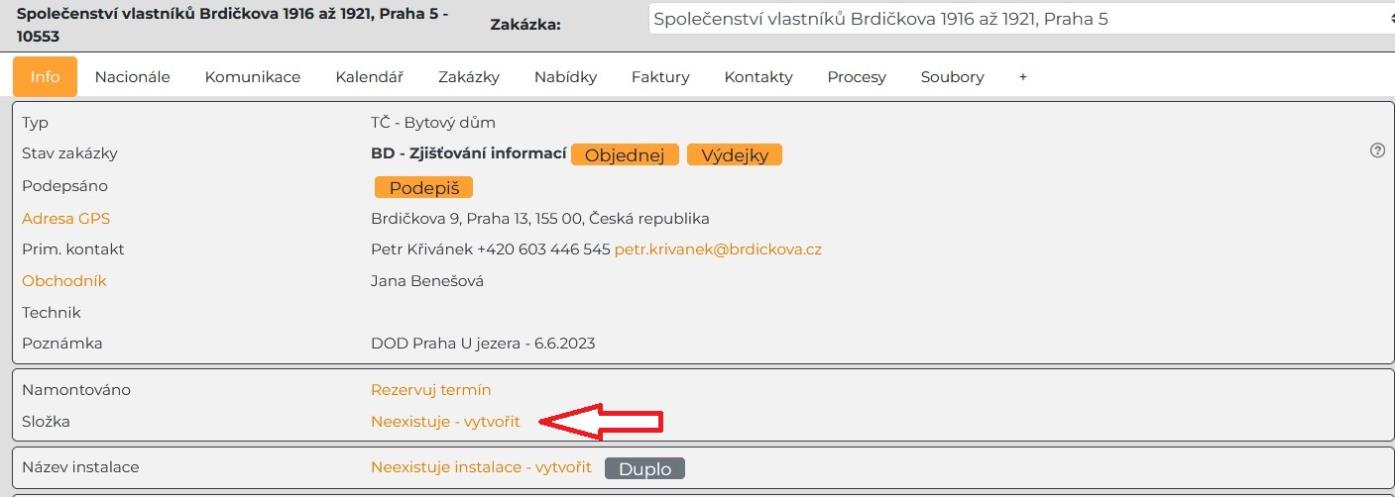 Společenství vlastníků Brdičkova 1916 až 1921, Praha 5 -
10553
Zakázka:
Společenství vlastníků Brdičkova 1916 až 1921, Praha 5
Info Nacionále Komunikace Kalendář Zakázky Nabídky Faktury Kontakty Procesy Soubory +
Typ TČ - Bytový dům
Stav zakázky BD - Zjišťování informací Objednej Výdejky ?
Podepsáno Podepiš
Adresa GPS Brdičkova 9, Praha 13, 155 00, Česká republika
Prim. kontakt Petr Křivánek +420 603 446 545 petr.krivanek@brdickova.cz
Obchodník Jana Benešová
Technik
Poznámka DOD Praha U jezera - 6.6.2023
Namontováno Rezervuj termín
Složka Neexistuje - vytvořit
Název instalace Neexistuje instalace - vytvořit Duplo